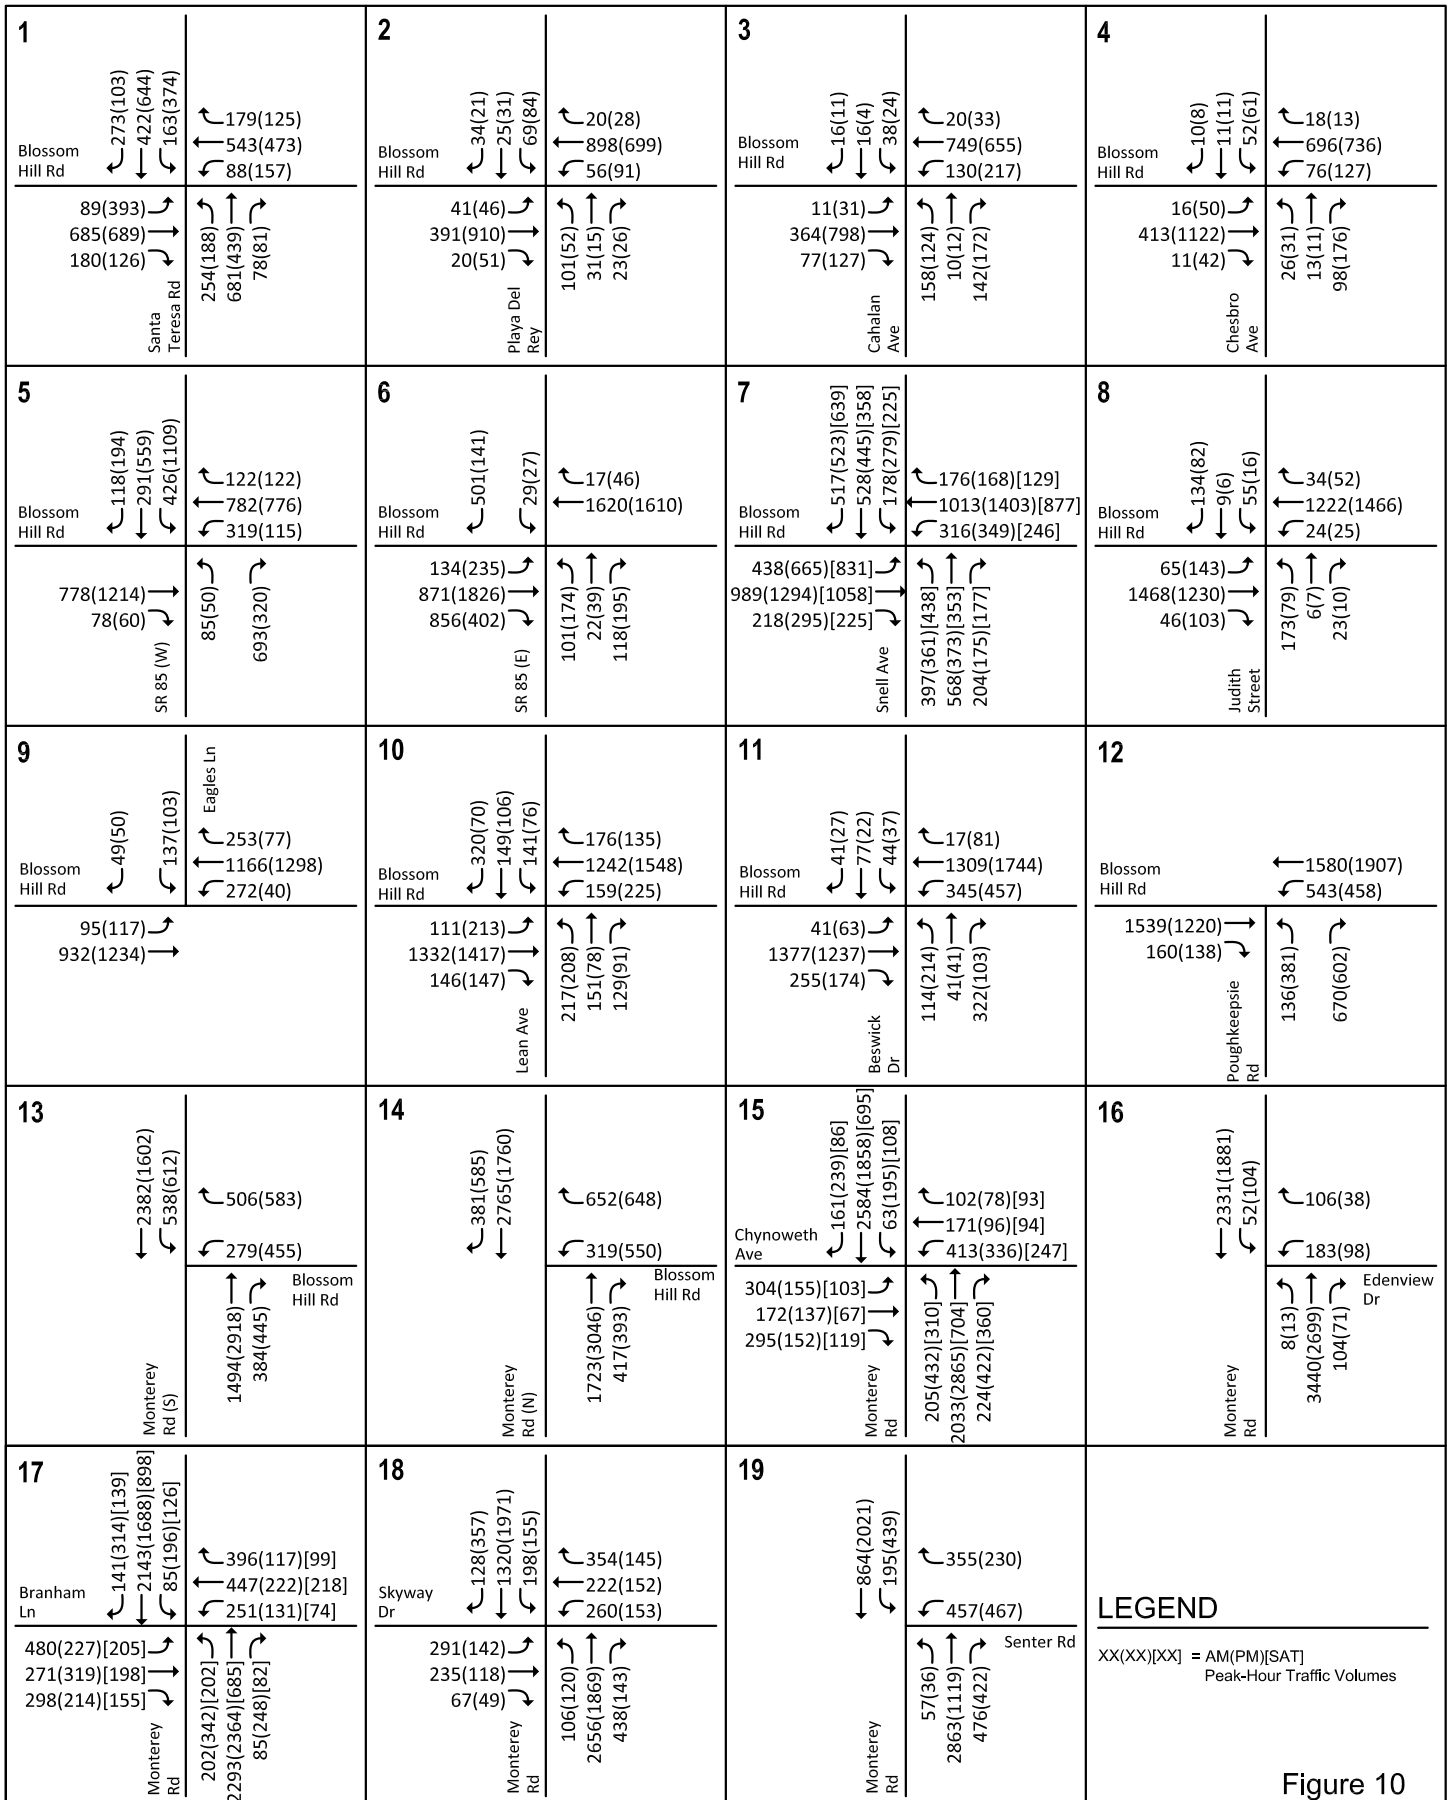 1
273(103)
422(644)
163(374)
179(125)
543(473)
88(157)
Blossom
Hill Rd
89(393)
685(689)
180(126)
254(188)
681(439)
78(81)
Santa
Teresa Rd
2
34(21)
25(31)
69(84)
20(28)
898(699)
56(91)
Blossom
Hill Rd
41(46)
391(910)
20(51)
101(52)
31(15)
23(26)
Playa Del
Rey
3
16(11)
16(4)
38(24)
20(33)
749(655)
130(217)
Blossom
Hill Rd
11(31)
364(798)
77(127)
158(124)
10(12)
142(172)
Cahalan
Ave
4
10(8)
11(11)
52(61)
18(13)
696(736)
76(127)
Blossom
Hill Rd
16(50)
413(1122)
11(42)
26(31)
13(11)
98(176)
Chesbro
Ave
5
118(194)
291(559)
426(1109)
122(122)
782(776)
319(115)
Blossom
Hill Rd
778(1214)
78(60)
85(50)
693(320)
SR 85 (W)
6
501(141)
29(27)
17(46)
1620(1610)
Blossom
Hill Rd
134(235)
871(1826)
856(402)
101(174)
22(39)
118(195)
SR 85 (E)
7
517(523)[639]
528(445)[358]
178(279)[225]
176(168)[129]
1013(1403)[877]
316(349)[246]
Blossom
Hill Rd
438(665)[831]
989(1294)[1058]
218(295)[225]
397(361)[438]
568(373)[353]
204(175)[177]
Snell Ave
8
134(82)
9(6)
55(16)
34(52)
1222(1466)
24(25)
Blossom
Hill Rd
65(143)
1468(1230)
46(103)
173(79)
6(7)
23(10)
Judith
Street
9
49(50)
137(103)
Eagles Ln
253(77)
1166(1298)
272(40)
Blossom
Hill Rd
95(117)
932(1234)
10
320(70)
149(106)
141(76)
176(135)
1242(1548)
159(225)
Blossom
Hill Rd
111(213)
1332(1417)
146(147)
217(208)
151(78)
129(91)
Lean Ave
11
41(27)
77(22)
44(37)
17(81)
1309(1744)
345(457)
Blossom
Hill Rd
41(63)
1377(1237)
255(174)
114(214)
41(41)
322(103)
Beswick
Dr
12
1580(1907)
543(458)
Blossom
Hill Rd
1539(1220)
160(138)
136(381)
670(602)
Poughkeepsie
Rd
13
2382(1602)
538(612)
506(583)
279(455)
Blossom
Hill Rd
1494(2918)
384(445)
Monterey
Rd (S)
14
381(585)
2765(1760)
652(648)
319(550)
Blossom
Hill Rd
1723(3046)
417(393)
Monterey
Rd (N)
15
161(239)[86]
2584(1858)[695]
63(195)[108]
102(78)[93]
171(96)[94]
413(336)[247]
Chynoweth
Ave
304(155)[103]
172(137)[67]
295(152)[119]
205(432)[310]
2033(2865)[704]
224(422)[360]
Monterey
Rd
16
2331(1881)
52(104)
106(38)
183(98)
Edenview
Dr
8(13)
3440(2699)
104(71)
Monterey
Rd
17
141(314)[139]
2143(1688)[898]
85(196)[126]
396(117)[99]
447(222)[218]
251(131)[74]
Branham
Ln
480(227)[205]
271(319)[198]
298(214)[155]
202(342)[202]
2293(2364)[685]
85(248)[82]
Monterey
Rd
18
128(357)
1320(1971)
198(155)
354(145)
222(152)
260(153)
Skyway
Dr
291(142)
235(118)
67(49)
106(120)
2656(1869)
438(143)
Monterey
Rd
19
864(2021)
195(439)
355(230)
457(467)
Senter Rd
57(36)
2863(1119)
476(422)
Monterey
Rd
LEGEND
XX(XX)[XX] = AM(PM)[SAT]
Peak-Hour Traffic Volumes
Figure 10